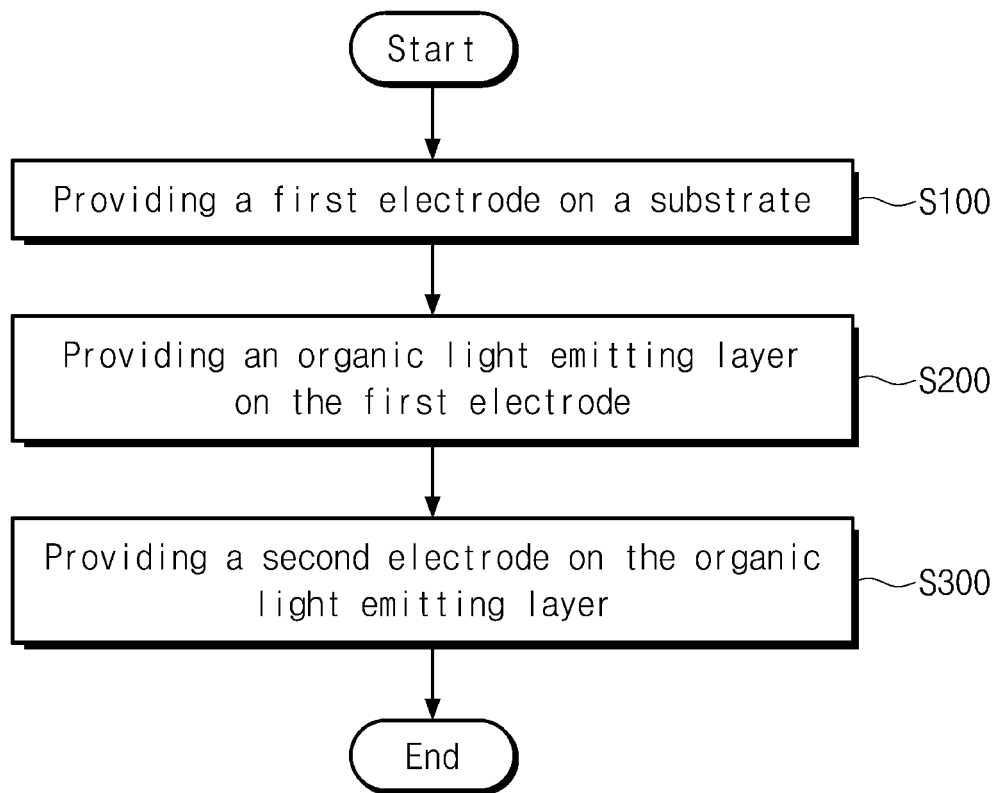 Start
Providing a first electrode on a substrate
S100
Providing an organic light emitting layer
on the first electrode
S200
Providing a second electrode on the organic
light emitting layer
S300
End